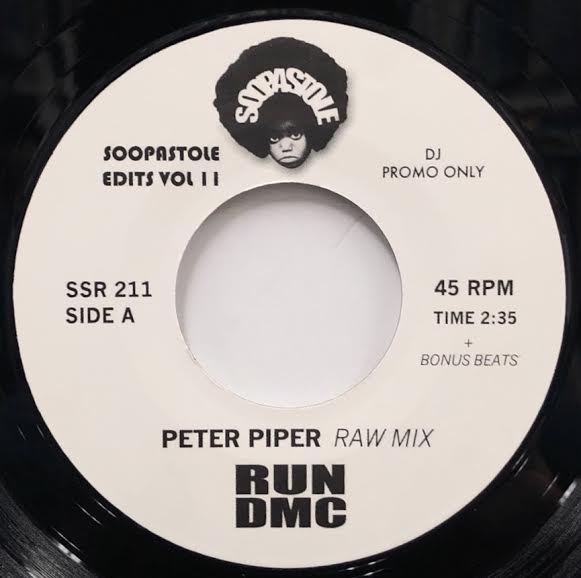 SOOPASTOLE
SOOPASTOLE
EDITS VOL 11
DJ
PROMO ONLY
SSR 211
SIDE A
45 RPM
TIME 2:35
+
BONUS BEATS
PETER PIPER RAW MIX
RUN
DMC